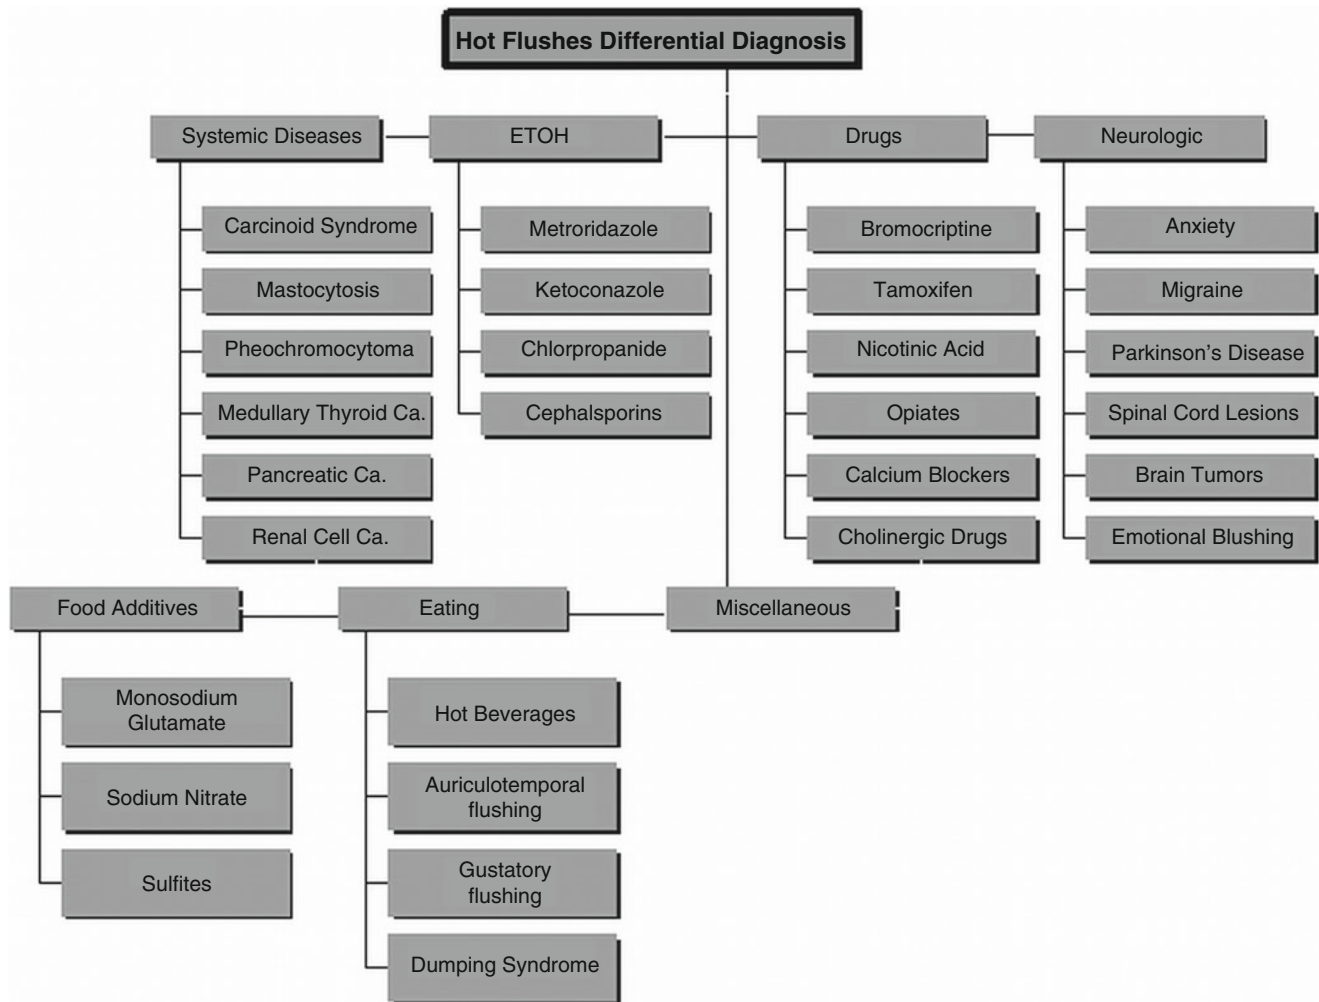 Hot Flushes Differential Diagnosis
Systemic Diseases
ETOH
Drugs
Neurologic
Carcinoid Syndrome
Mastocytosis
Pheochromocytoma
Medullary Thyroid Ca.
Pancreatic Ca.
Renal Cell Ca.
Metroridazole
Ketoconazole
Chlorpropanide
Cephalsporins
Bromocriptine
Tamoxifen
Nicotinic Acid
Opiates
Calcium Blockers
Cholinergic Drugs
Anxiety
Migraine
Parkinson's Disease
Spinal Cord Lesions
Brain Tumors
Emotional Blushing
Food Additives
Eating
Miscellaneous
Monosodium
Glutamate
Sodium Nitrate
Sulfites
Hot Beverages
Auriculotemporal
flushing
Gustatory
flushing
Dumping Syndrome